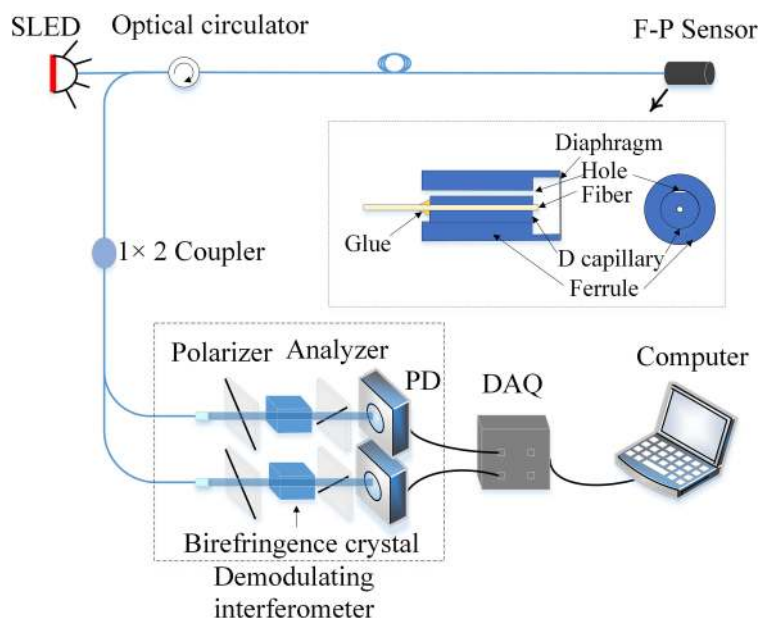 SLED
Optical circulator
F-P Sensor
Diaphragm
Hole
Fiber
Glue
D capillary
Ferrule
1× 2 Coupler
Polarizer
Analyzer
PD
DAQ
Computer
Birefringence crystal
Demodulating
interferometer